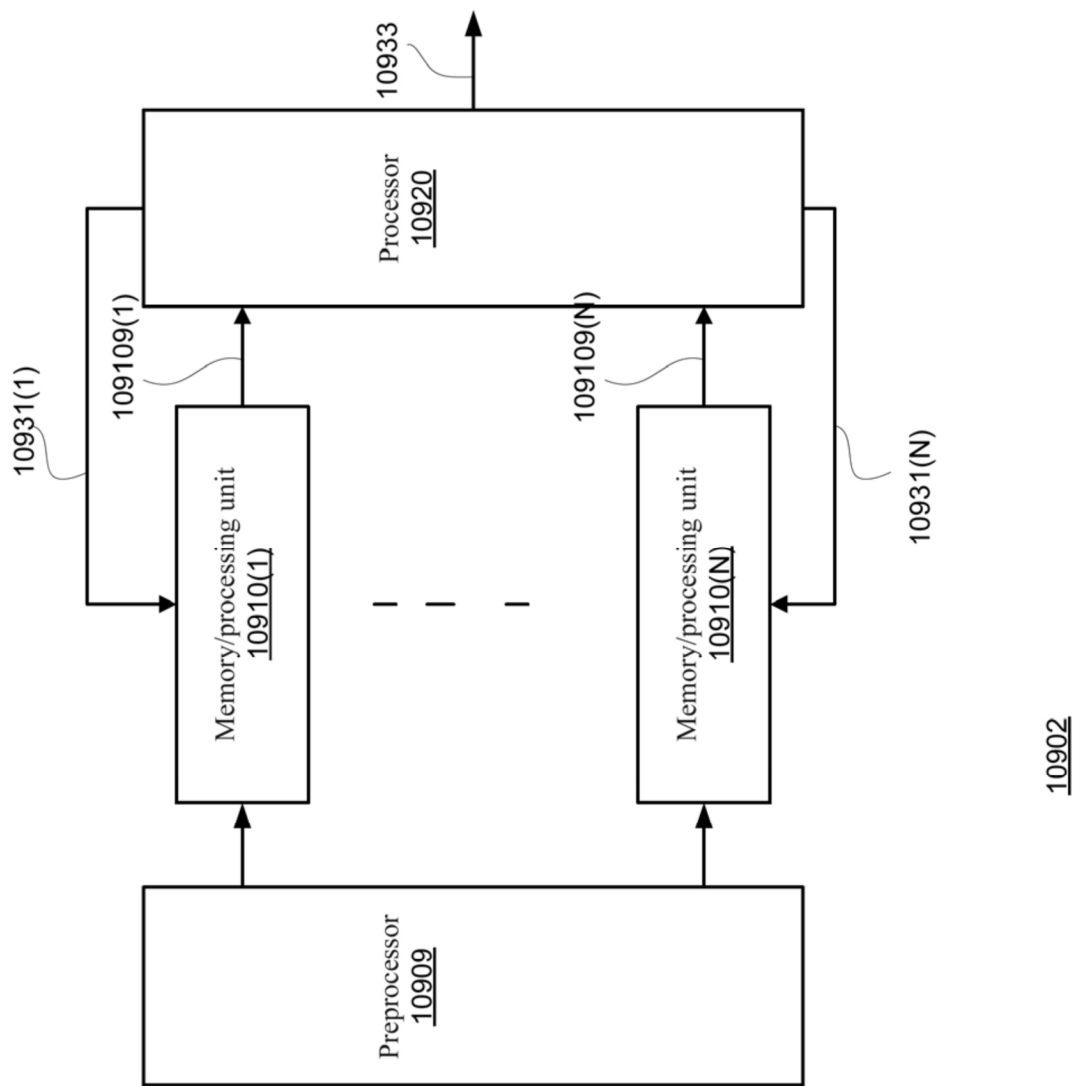 10933
Processor
10920
10931(1)
109109(1)
109109(N)
10931(N)
Memory/processing unit
10910(1)
Memory/processing unit
10910(N)
Preprocessor
10909
10902